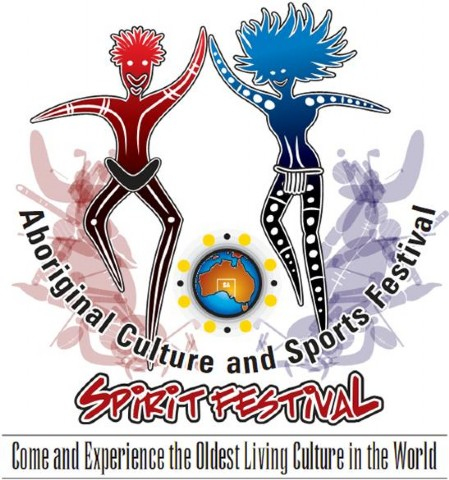 Aboriginal Culture and Sports Festival
SA
SPIRIT FESTIVAL
Come and Experience the Oldest Living Culture in the World